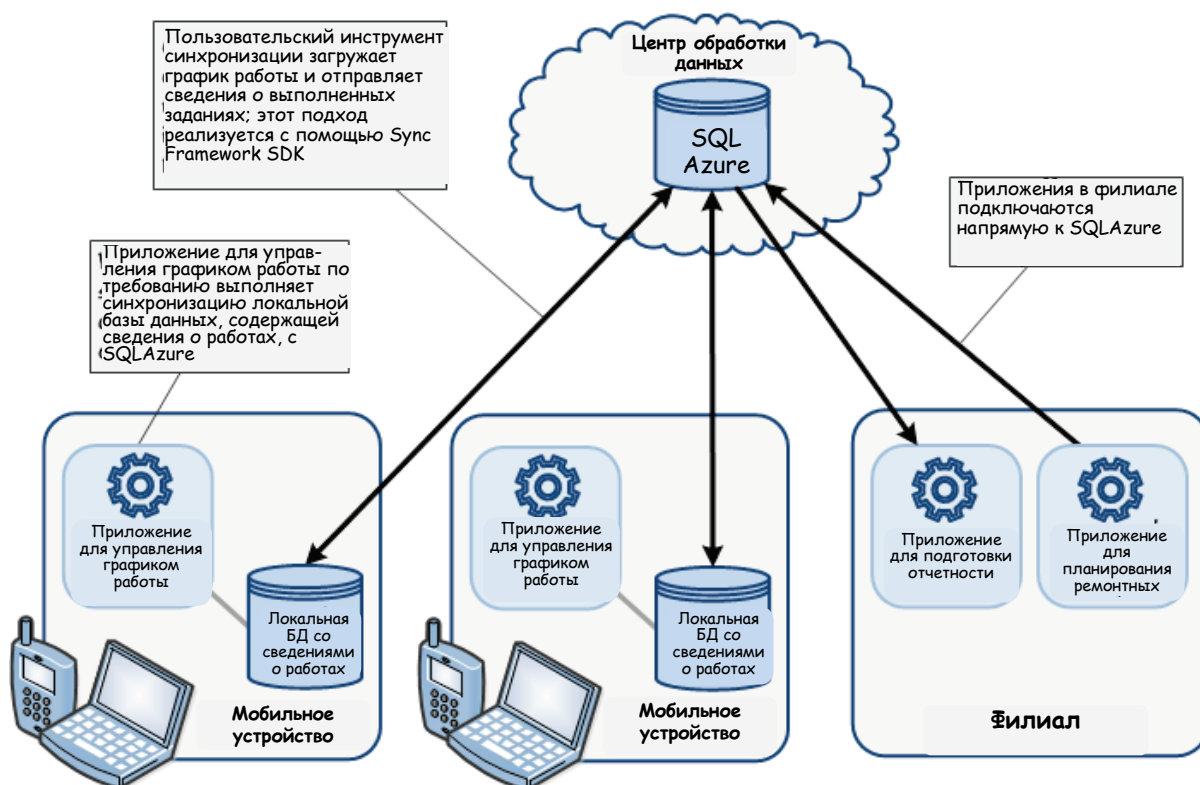 Пользовательский инструмент
синхронизации загружает
график работы и отправляет
сведения о выполненных
заданиях; этот подход
реализуется с помощью Sync
Framework SDK
Центр обработки
данных
SQL
Azure
Приложения в филиале
подключаются
напрямую к SQLAzure
Приложение для управ-
ления графиком работы по
требованию выполняет
синхронизацию локальной
базы данных, содержащей
сведения о работах, с
SQLAzure
Приложение
для управления
графиком
работы
Локальная
БД со
сведениями
о работах
Мобильное
устройство
Приложение
для управления
графиком
работы
Локальная
БД со
сведениями
о работах
Мобильное
устройство
Приложение
для подготовки
отчетности
Приложение
для
планирования
ремонтных
Филиал